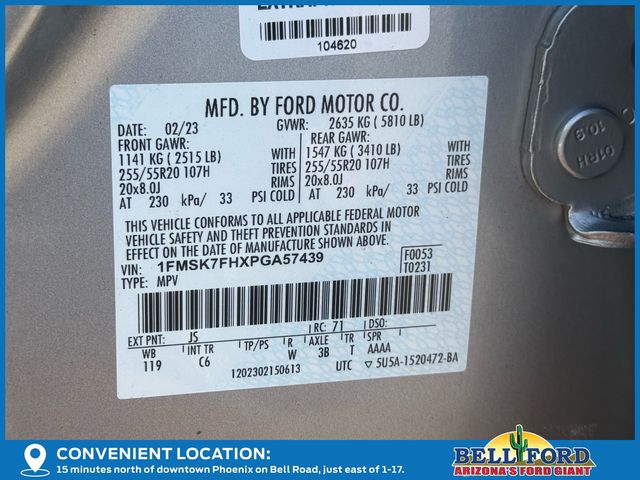 104620
MFD. BY FORD MOTOR CO.
DATE: 02/23 GVWR: 2635 KG ( 5810 LB)
FRONT GAWR: REAR GAWR:
1141 KG ( 2515 LB) WITH 1547 KG ( 3410 LB) WITH
255/55R20 107H TIRES 255/55R20 107H TIRES
20x8.0J RIMS 20x8.0J RIMS
AT 230 kPa/ 33 PSI COLD AT 230 kPa/ 33 PSI COLD
THIS VEHICLE CONFORMS TO ALL APPLICABLE FEDERAL MOTOR
VEHICLE SAFETY AND THEFT PREVENTION STANDARDS IN
EFFECT ON THE DATE OF MANUFACTURE SHOWN ABOVE.
VIN: 1FMSK7FHXPGA57439 F0053
TYPE: MPV T0231
EXT PNT: JS RC: 71 DSO:
WB INT TR TP/PS R AXLE TR SPR
119 C6 W 3B T AAAA
1202302150613 UTC 5U5A-1520472-BA
01RH
10.9
CONVENIENT LOCATION:
15 minutes north of downtown Phoenix on Bell Road, just east of 1-17.
BELL FORD
ARIZONA'S FORD GIANT